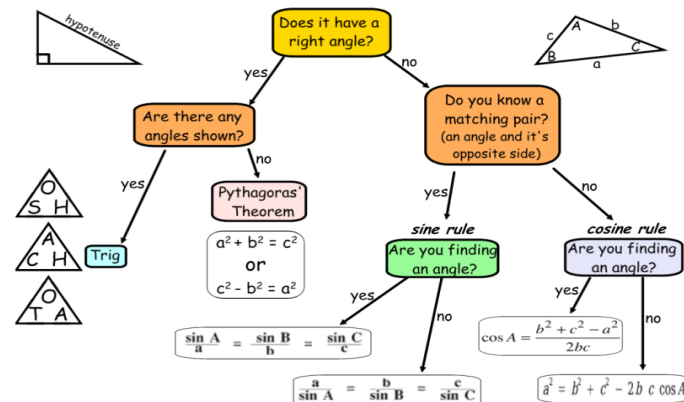 hypotenuse
Does it have a
right angle?
A
b
c
B
C
a
yes
no
Are there any
angles shown?
Do you know a
matching pair?
(an angle and it's
opposite side)
yes
no
yes
no
O
S H
A
C H
O
T A
Trig
Pythagoras'
Theorem
a² + b² = c²
or
c² - b² = a²
sine rule
Are you finding
an angle?
cosine rule
Are you finding
an angle?
yes
no
yes
no
sin A / a = sin B / b = sin C / c
cos A = b² + c² – a² / 2bc
a / sin A = b / sin B = c / sin C
a² = b² + c² – 2b c cos A